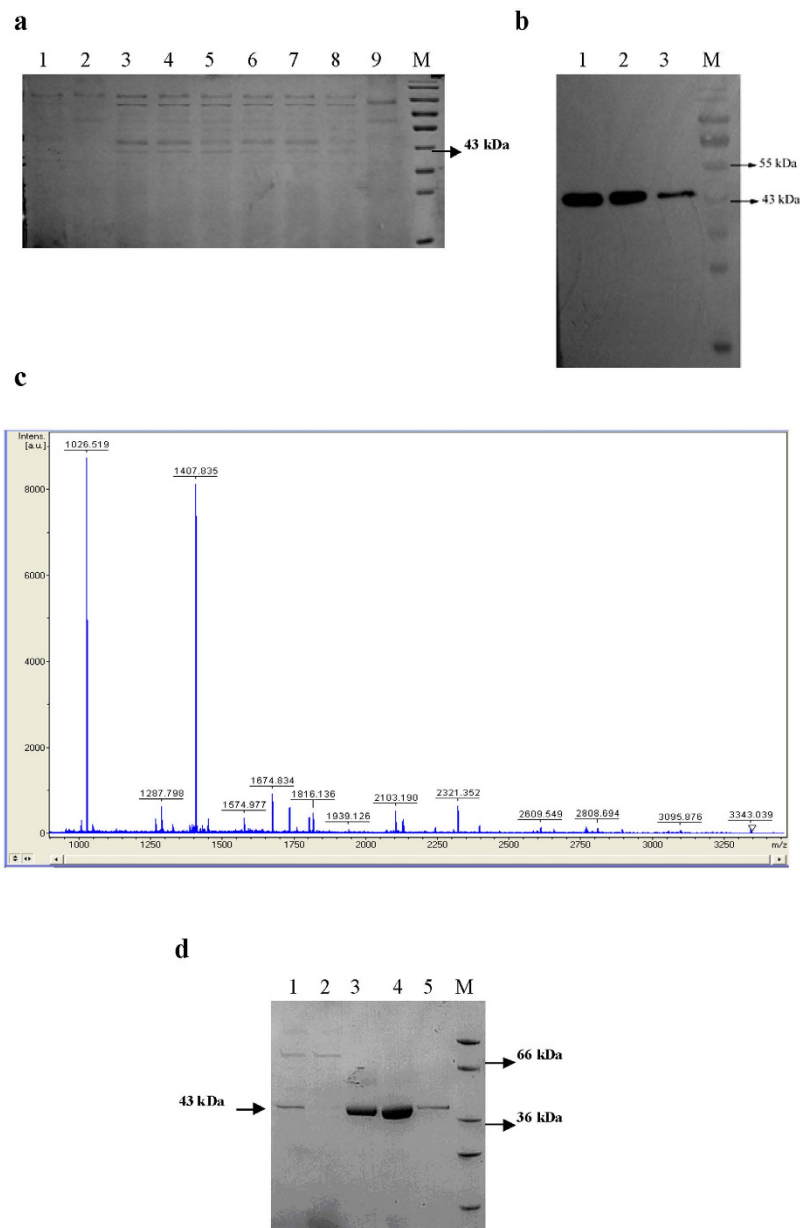 a
1 2 3 4 5 6 7 8 9 M
43 kDa
b
1 2 3 M
55 kDa
43 kDa
c
Intens.
[a.u.]
1026.519
1407.835
8000
6000
4000
2000
1674.834
1287.798
1816.136
2103.190
2321.352
1574.977
1939.126
2609.549
2808.694
3095.876
3343.039
0
1000 1250 1500 1750 2000 2250 2500 2750 3000 3250 m/z
d
1 2 3 4 5 M
66 kDa
43 kDa
36 kDa